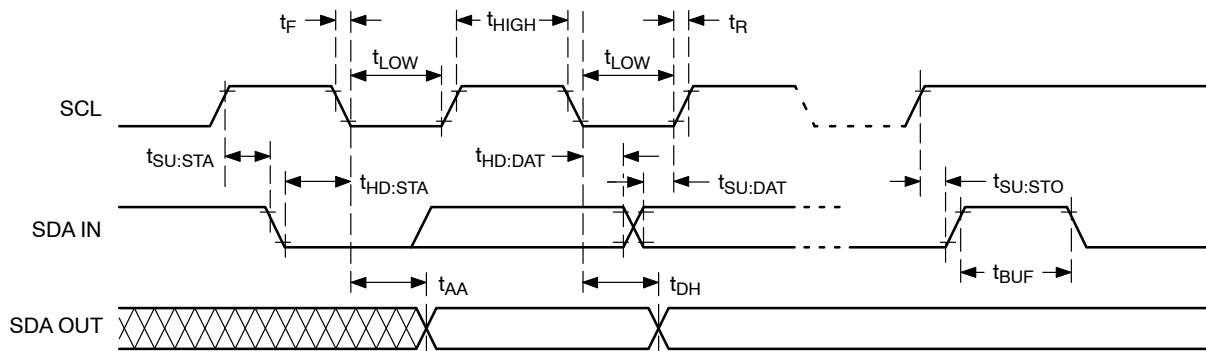 tF
tHIGH
tR
tLOW
tLOW
SCL
tSU:STA
tHD:STA
tHD:DAT
tSU:DAT
tSU:STO
SDA IN
tAA
tDH
tBUF
SDA OUT